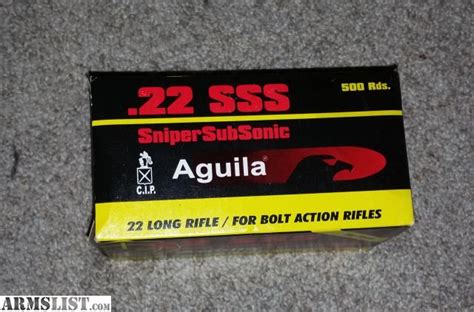 .22 SSS
500 Rds.
SniperSubSonic
Aguila
C.I.P.
22 LONG RIFLE / FOR BOLT ACTION RIFLES
ARMSLIST.com